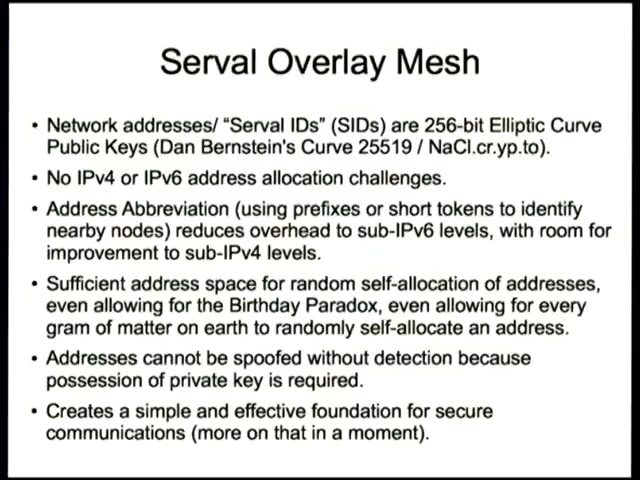 Serval Overlay Mesh
• Network addresses/ “Serval IDs” (SIDs) are 256-bit Elliptic Curve
Public Keys (Dan Bernstein's Curve 25519 / NaCl.cr.yp.to).
• No IPv4 or IPv6 address allocation challenges.
• Address Abbreviation (using prefixes or short tokens to identify
nearby nodes) reduces overhead to sub-IPv6 levels, with room for
improvement to sub-IPv4 levels.
• Sufficient address space for random self-allocation of addresses,
even allowing for the Birthday Paradox, even allowing for every
gram of matter on earth to randomly self-allocate an address.
• Addresses cannot be spoofed without detection because
possession of private key is required.
• Creates a simple and effective foundation for secure
communications (more on that in a moment).